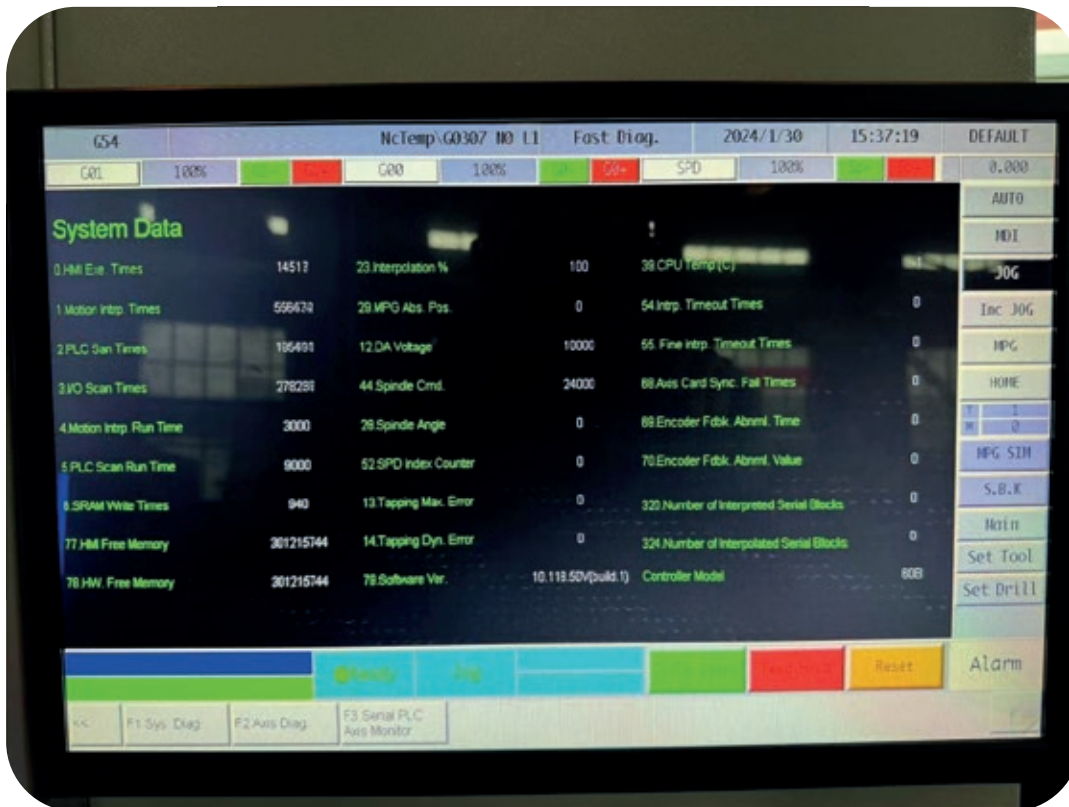 G54 NcTemp\G0307 N0 L1 Fast Diag. 2024/1/30 15:37:19 DEFAULT
G01 100% G00 100% SPD 100% 0.000
AUTO
System Data
MDI
0.HMI Exe. Times 23.Interpolation % 100 39.CPU Temp(C)
JOG
1.Motion Intrp. Times 29.MPG Abs. Pos. 0 54.Intrp. Timeout Times 0
Inc JOG
2.PLC San Times 12.DA Voltage 10000 55. Fine intrp. Timeout Times 0
MPG
3.I/O Scan Times 44.Spindle Cmd. 24000 68.Axis Card Sync. Fail Times 0
HOME
4.Motion Intrp. Run Time 3000 28.Spindle Angle 0 69.Encoder Fdbk. Abnml. Time 0
T 1
M 0
5.PLC Scan Run Time 9000 52.SPD Index Counter 0 70.Encoder Fdbk. Abnml. Value 0
MPG SIM
6.SRAM Write Times 940 13.Tapping Max. Error 0 320.Number of Interpreted Serial Blocks 0
S.B.K
77.HMI Free Memory 301215744 14.Tapping Dyn. Error 0 324.Number of Interpolated Serial Blocks 0
Main
78.HW. Free Memory 301215744 79.Software Ver. 10.118.50V(build.1) Controller Model 60B
Set Tool
Set Drill
Ready Jog Reset Alarm
<< F1 Sys. Diag. F2 Axis Diag. F3 Serial PLC
Axis Monitor